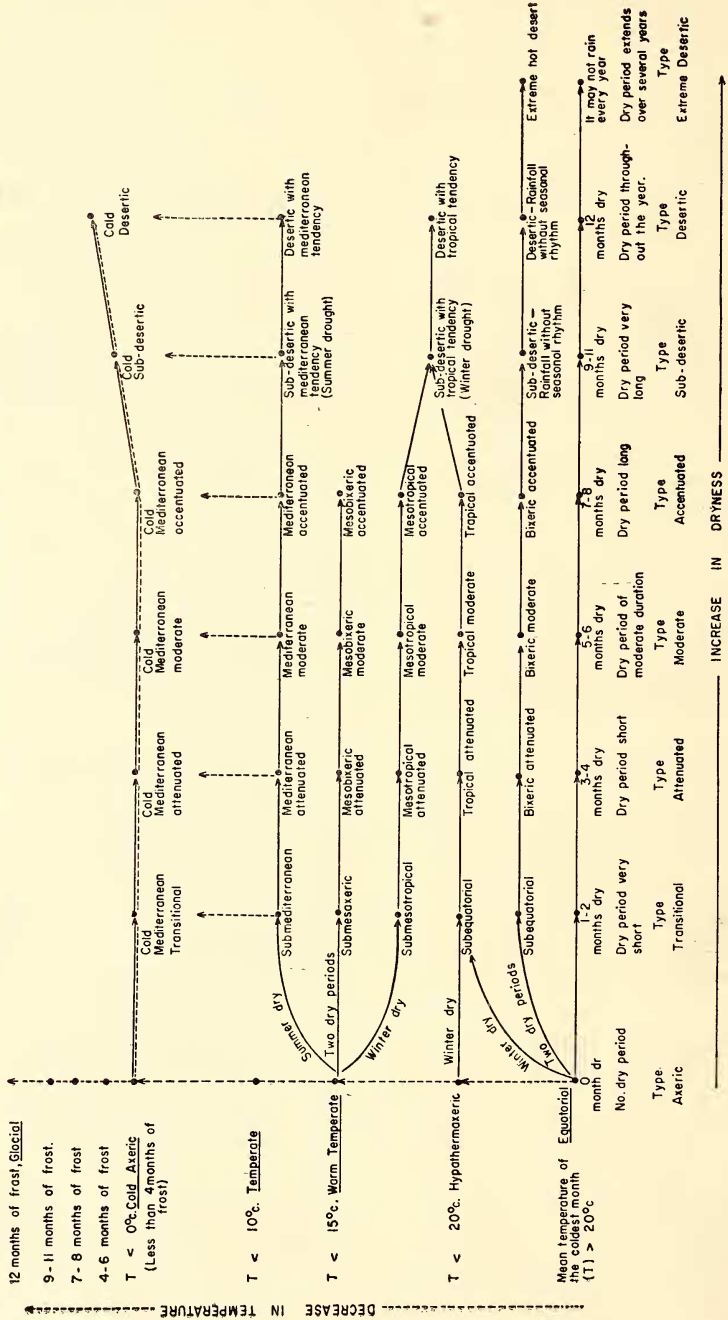 12 months of frost, Glacial
9-11 months of frost.
7-8 months of frost
4-6 months of frost
T < 0°c. Cold Axeric
(Less than 4 months of
frost)
T < 10°c. Temperate
T < 15°c. Warm Temperate
T < 20°c. Hypothermaxeric
Mean temperature of Equatorial
the coldest month
(T) > 20°c
DECREASE IN TEMPERATURE
Cold
Mediterranean
Transitional
Cold
Mediterranean
attenuated
Cold
Mediterranean
moderate
Cold
Mediterranean
accentuated
Cold
Sub-desertic
Cold
Desertic
Summer dry
Submediterranean
Mediterranean
attenuated
Mediterranean
moderate
Mediterranean
accentuated
Sub-desertic with
mediterranean
tendency
(Summer drought)
Desertic with
mediterranean
tendency
Two dry periods
Submesaxeric
Mesobixeric
attenuated
Mesobixeric
moderate
Mesobixeric
accentuated
Winter dry
Submesotropical
Mesotropical
attenuated
Mesotropical
moderate
Mesotropical
accentuated
Winter dry
Subequatorial
Tropical attenuated
Tropical moderate
Tropical accentuated
Sub-desertic with
tropical tendency
(Winter drought)
Desertic with
tropical tendency
Winter dry
Two dry periods
Subequatorial
Bixeric attenuated
Bixeric moderate
Bixeric accentuated
Sub-desertic -
Rainfall without
seasonal rhythm
Desertic-Rainfall
without seasonal
rhythm
Extreme hot desert
0
month dr
No. dry period
Type.
Axeric
1-2
months dry
Dry period very
short
Type
Transitional
3-4
months dry
Dry period short
Type
Attenuated
5-6
months dry
Dry period of
moderate duration
Type
Moderate
7-8
months dry
Dry period long
Type
Accentuated
9-11
months dry
Dry period very
long
Type
Sub-desertic
12
months dry
Dry period through-
out the year.
Type
Desertic
It may not rain
every year
Dry period extends
over several years
Type
Extreme Desertic
INCREASE IN DRYNESS